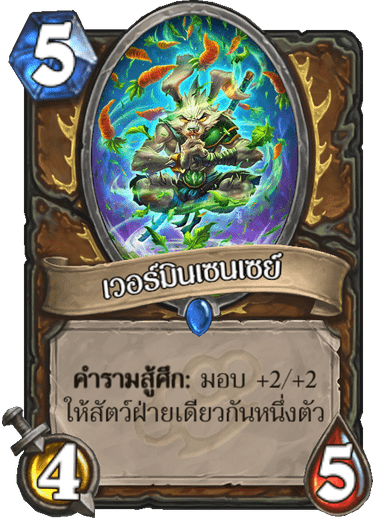 5
เวอร์มินเซนเซย์
คำรามสู้ศึก: มอบ +2/+2
ให้สัตว์ฝ่ายเดียวกันหนึ่งตัว
4
5